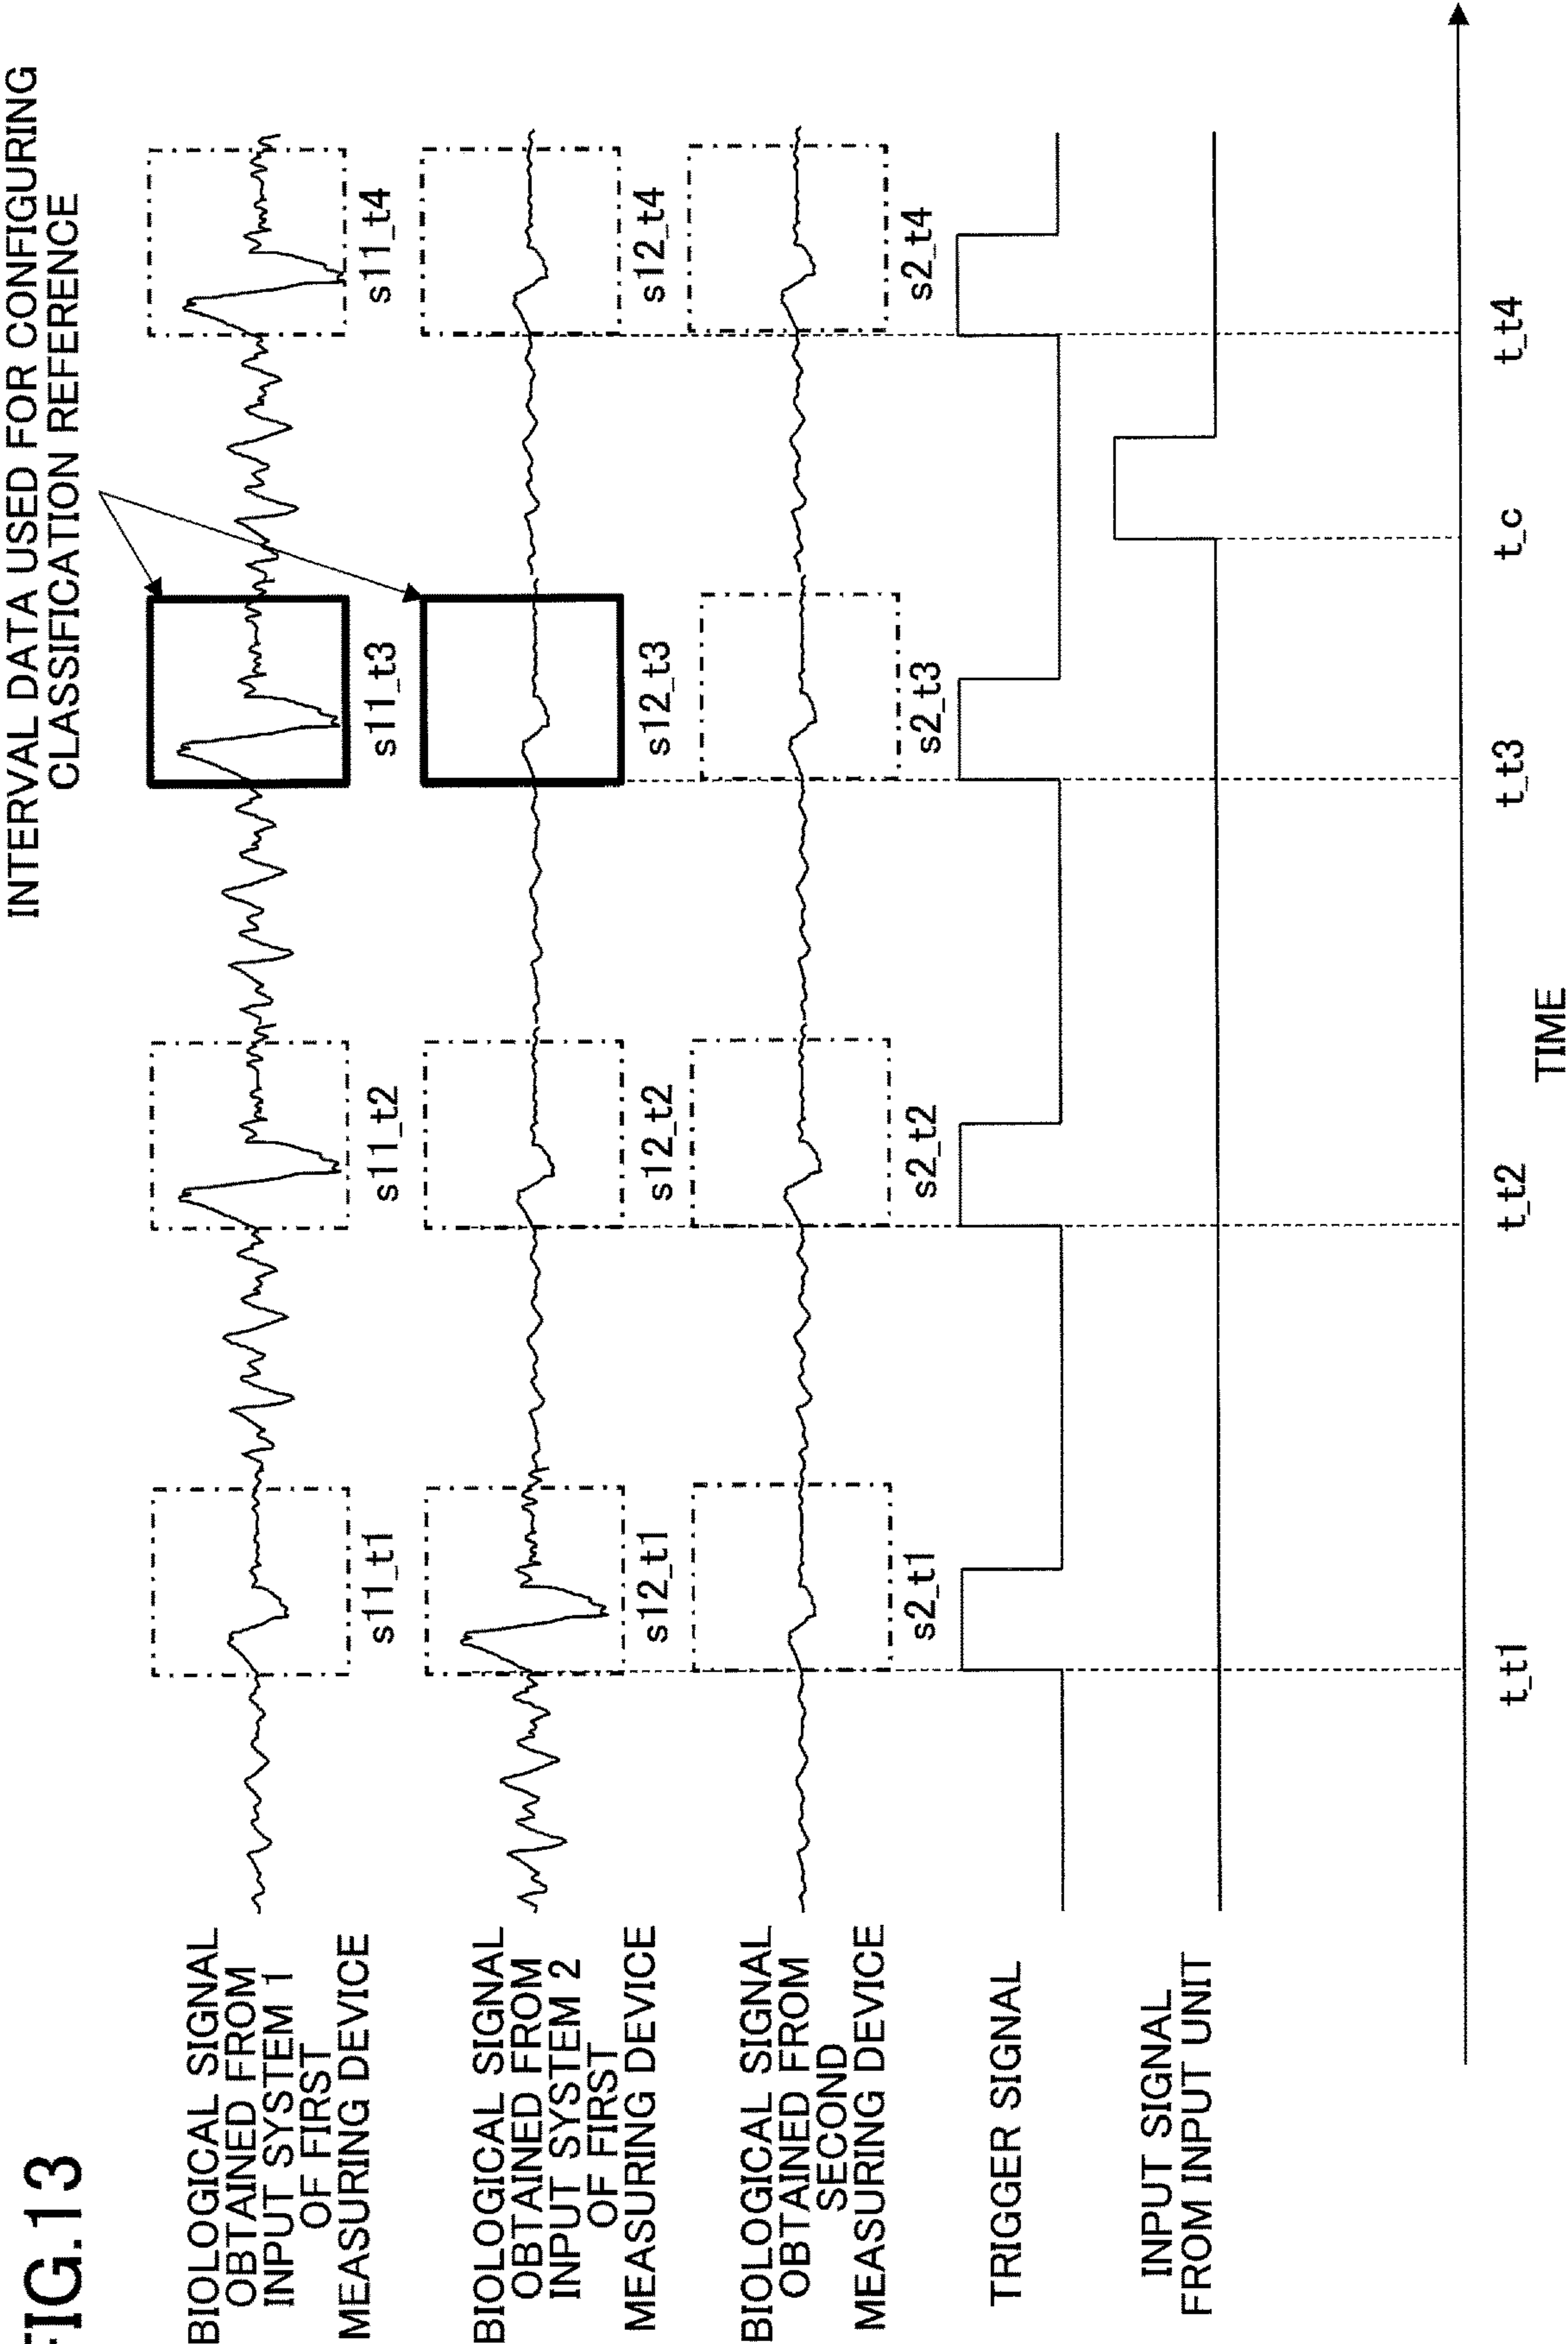 FIG.13
INTERVAL DATA USED FOR CONFIGURING
CLASSIFICATION REFERENCE
BIOLOGICAL SIGNAL
OBTAINED FROM
INPUT SYSTEM 1
OF FIRST
MEASURING DEVICE
s11_t1
s11_t2
s11_t3
s11_t4
BIOLOGICAL SIGNAL
OBTAINED FROM
INPUT SYSTEM 2
OF FIRST
MEASURING DEVICE
s12_t1
s12_t2
s12_t3
s12_t4
BIOLOGICAL SIGNAL
OBTAINED FROM
SECOND
MEASURING DEVICE
s2_t1
s2_t2
s2_t3
s2_t4
TRIGGER SIGNAL
INPUT SIGNAL
FROM INPUT UNIT
t_t1
t_t2
t_t3
t_c
t_t4
TIME